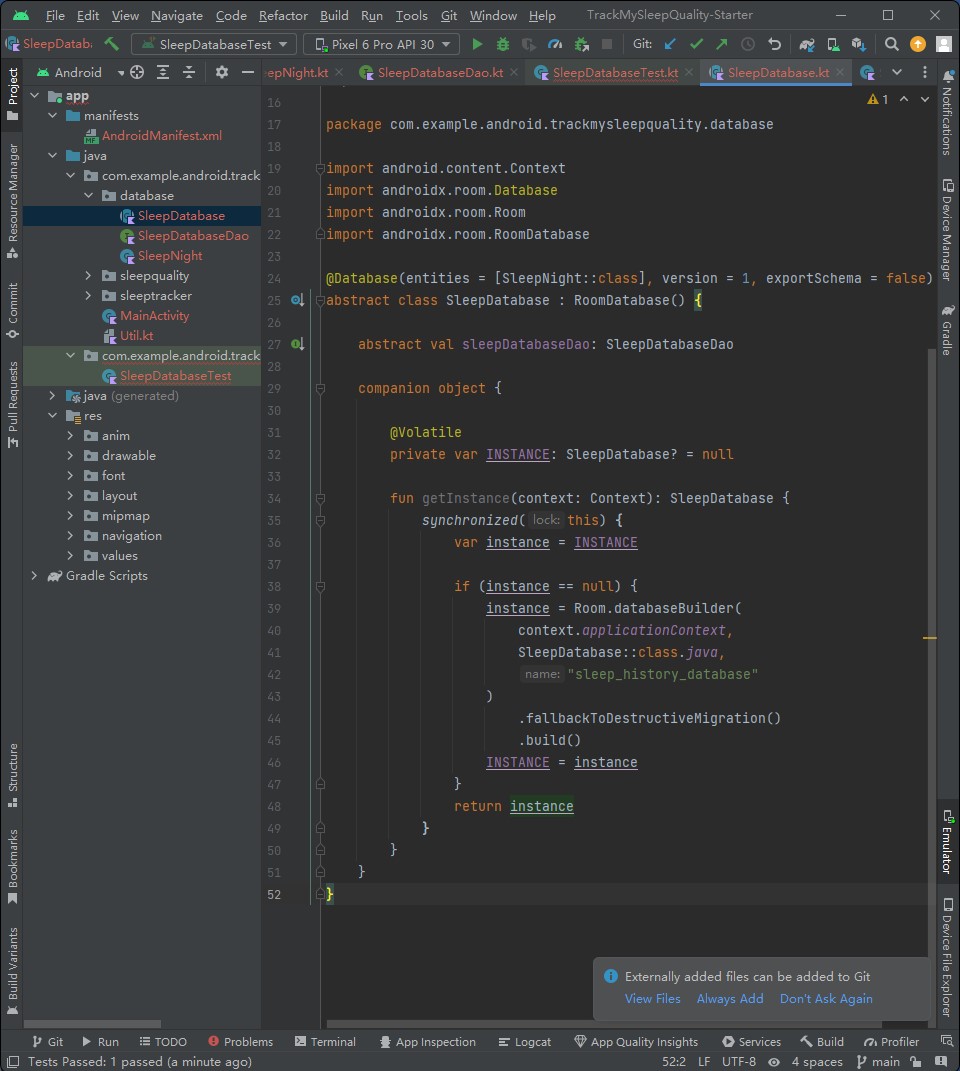 File Edit View Navigate Code Refactor Build Run Tools Git Window Help TrackMySleepQuality-Starter
SleepDatab SleepDatabaseTest Pixel 6 Pro API 30 Git:
Project
Resource Manager
Commit
Pull Requests
Structure
Bookmarks
Build Variants
Android
app
manifests
MF AndroidManifest.xml
java
com.example.android.track
database
SleepDatabase
SleepDatabaseDao
SleepNight
sleepquality
sleeptracker
MainActivity
Util.kt
com.example.android.track
SleepDatabaseTest
java (generated)
res
anim
drawable
font
layout
mipmap
navigation
values
Gradle Scripts
epNight.kt SleepDatabaseDao.kt SleepDatabaseTest.kt SleepDatabase.kt
1
16
17 package com.example.android.trackmysleepquality.database
18
19 import android.content.Context
20 import androidx.room.Database
21 import androidx.room.Room
22 import androidx.room.RoomDatabase
23
24 @Database(entities = [SleepNight::class], version = 1, exportSchema = false)
25 abstract class SleepDatabase : RoomDatabase() {
26
27 abstract val sleepDatabaseDao: SleepDatabaseDao
28
29 companion object {
30
31 @Volatile
32 private var INSTANCE: SleepDatabase? = null
33
34 fun getInstance(context: Context): SleepDatabase {
35 synchronized( lock: this) {
36 var instance = INSTANCE
37
38 if (instance == null) {
39 instance = Room.databaseBuilder(
40 context.applicationContext,
41 SleepDatabase::class.java,
42 name: "sleep_history_database"
43 )
44 .fallbackToDestructiveMigration()
45 .build()
46 INSTANCE = instance
47 }
48 return instance
49 }
50 }
51 }
52 }
Notifications
Device Manager
Gradle
Emulator
Device File Explorer
Externally added files can be added to Git
View Files Always Add Don't Ask Again
Git Run TODO Problems Terminal App Inspection Logcat App Quality Insights Services Build Profiler
Tests Passed: 1 passed (a minute ago) 52:2 LF UTF-8 4 spaces main